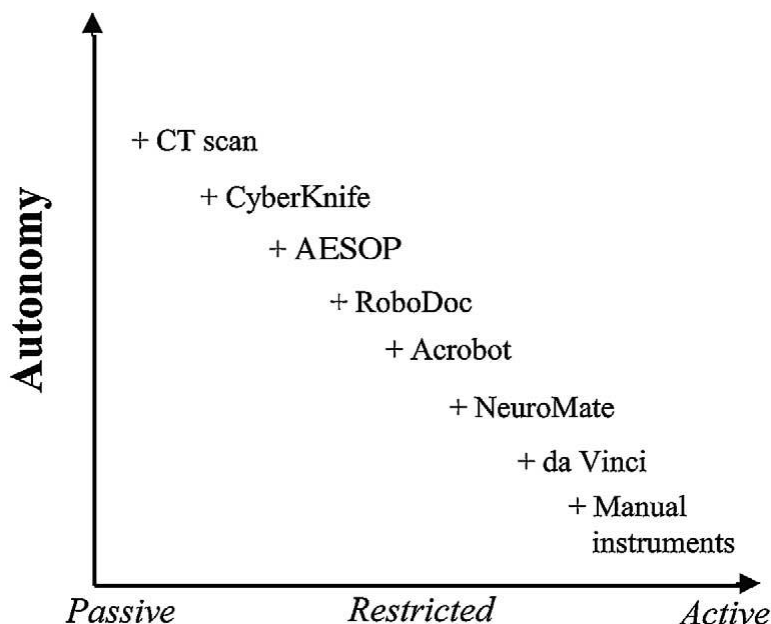 Autonomy
+ CT scan
+ CyberKnife
+ AESOP
+ RoboDoc
+ Acrobot
+ NeuroMate
+ da Vinci
+ Manual
instruments
Passive Restricted Active